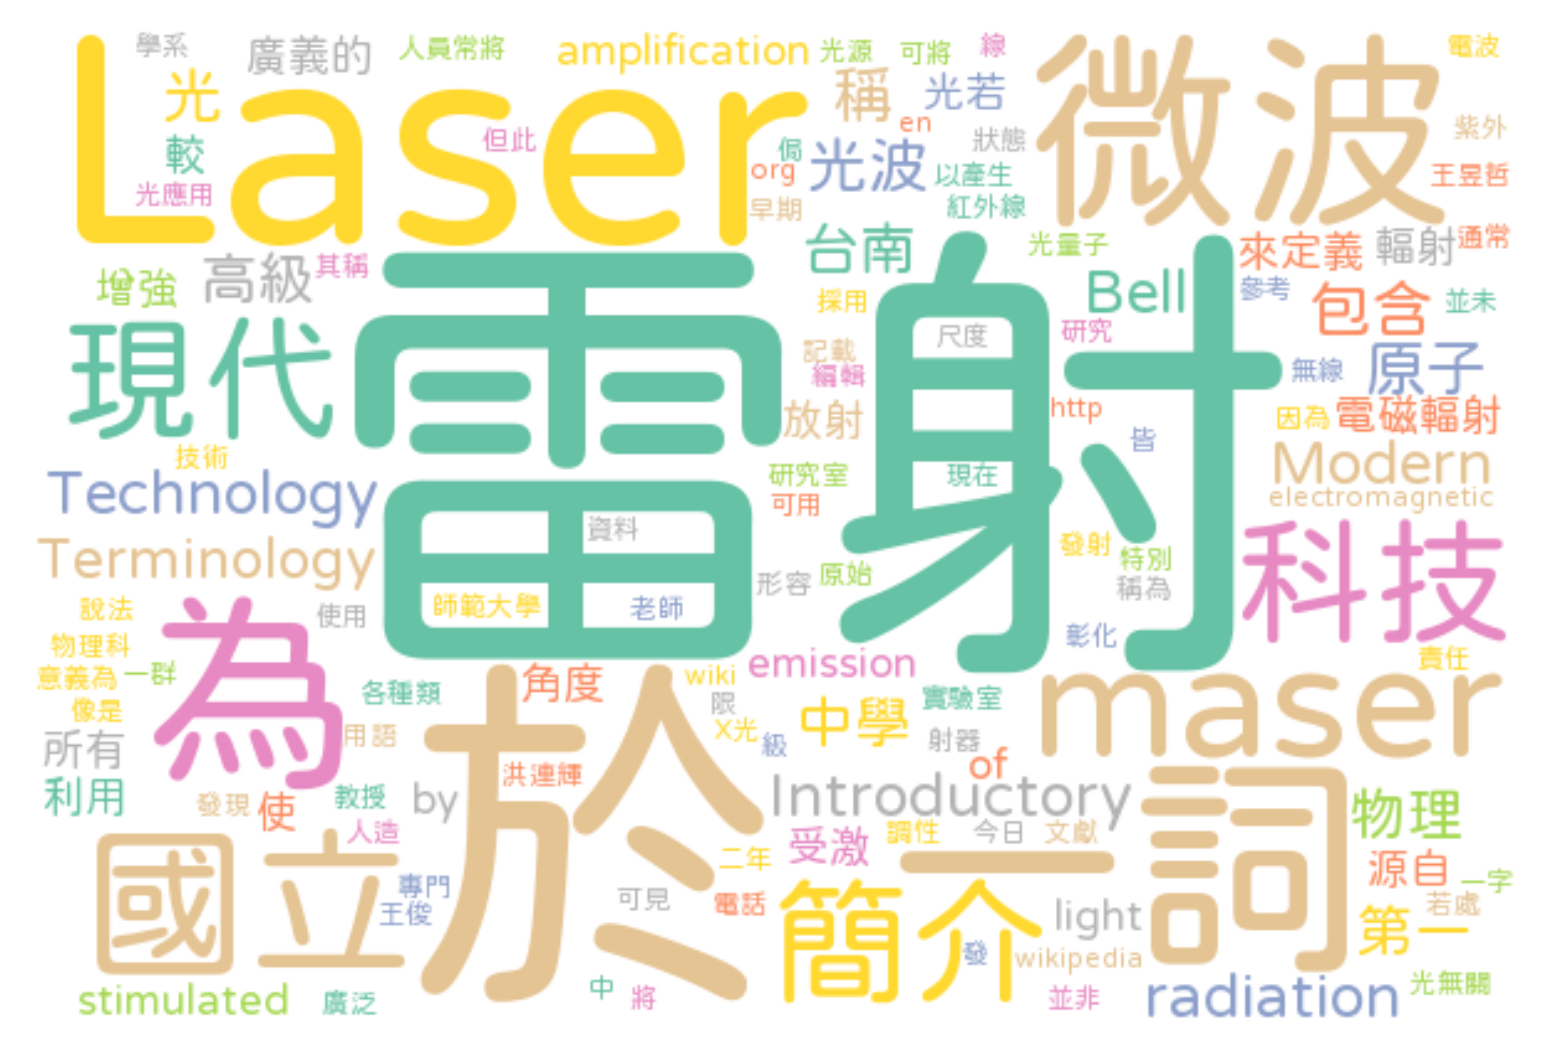 學系
廣義的
人員常將
amplification
光源
可將
線
電波
Laser
微波
光
稱
光若
en
紫外
較
但此
侷
光波
狀態
org
以產生
王昱哲
光應用
早期
紅外線
增強
高級
其稱
台南
光量子
來定義
輻射
通常
雷射
Bell
參考
包含
並未
採用
現代
尺度
研究
記載
編輯
無線
原子
放射
http
因為
電磁輻射
皆
技術
Modern
Technology
研究室
現在
electromagnetic
可用
資料
科技
Terminology
發射
特別
形容
原始
稱為
說法
使用
師範大學
老師
彰化
物理科
為
意義為
一群
emission
責任
像是
各種類
角度
wiki
限
中學
實驗室
maser
所有
用語
X光
級
射器
於
of
利用
發現
使
教授
by
洪連輝
Introductory
一詞
物理
人造
受激
調性
今日
文獻
國立
二年
源自
一字
專門
王俊
可見
電話
簡介
light
若處
第一
發
wikipedia
stimulated
廣泛
中
將
並非
radiation
光無關